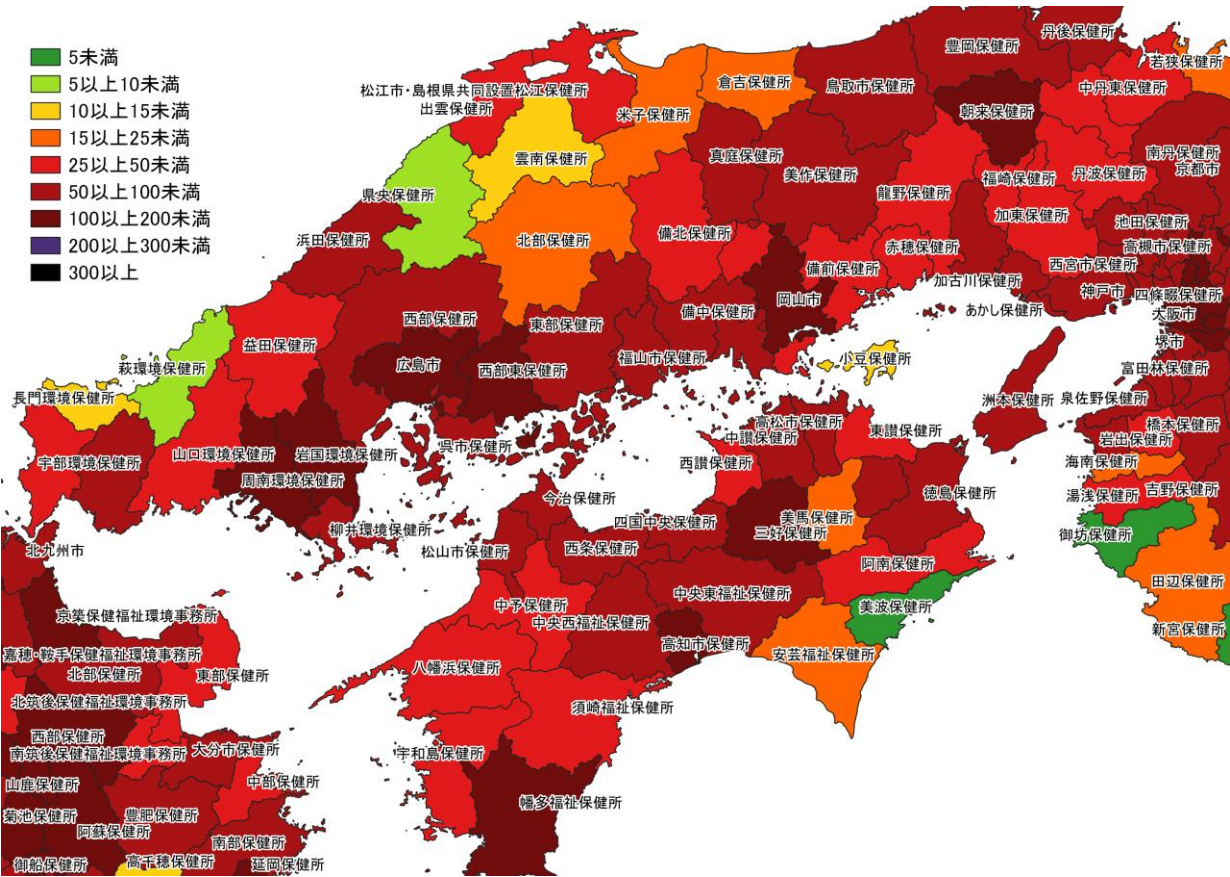 5未満
5以上10未満
10以上15未満
15以上25未満
25以上50未満
50以上100未満
100以上200未満
200以上300未満
300以上
丹後保健所
豊岡保健所
若狭保健所
松江市・島根県共同設置松江保健所
倉吉保健所
鳥取市保健所
中丹東保健所
出雲保健所
米子保健所
朝来保健所
雲南保健所
真庭保健所
南丹保健所
美作保健所
福崎保健所
丹波保健所
京都市
県央保健所
龍野保健所
加東保健所
池田保健所
浜田保健所
北部保健所
備北保健所
赤穂保健所
高槻市保健所
備前保健所
西宮市保健所
加古川保健所
神戸市
四條畷保健所
岡山市
あかし保健所
大阪市
西部保健所
東部保健所
備中保健所
堺市
益田保健所
福山市保健所
小豆保健所
広島市
西部東保健所
萩環境保健所
富田林保健所
長門環境保健所
洲本保健所
泉佐野保健所
高松市保健所
東讃保健所
橋本保健所
中讃保健所
岩出保健所
呉市保健所
山口環境保健所
岩国環境保健所
宇部環境保健所
西讃保健所
海南保健所
周南環境保健所
湯浅保健所
吉野保健所
今治保健所
徳島保健所
四国中央保健所
美馬保健所
柳井環境保健所
三好保健所
御坊保健所
北九州市
松山市保健所
西条保健所
阿南保健所
田辺保健所
中予保健所
中央東福祉保健所
美波保健所
京築保健福祉環境事務所
中央西福祉保健所
新宮保健所
高知市保健所
嘉穂・鞍手保健福祉環境事務所
安芸福祉保健所
北部保健所
東部保健所
八幡浜保健所
北筑後保健福祉環境事務所
須崎福祉保健所
西部保健所
大分市保健所
南筑後保健福祉環境事務所
宇和島保健所
中部保健所
山鹿保健所
幡多福祉保健所
菊池保健所
豊肥保健所
阿蘇保健所
南部保健所
御船保健所
高千穂保健所
延岡保健所